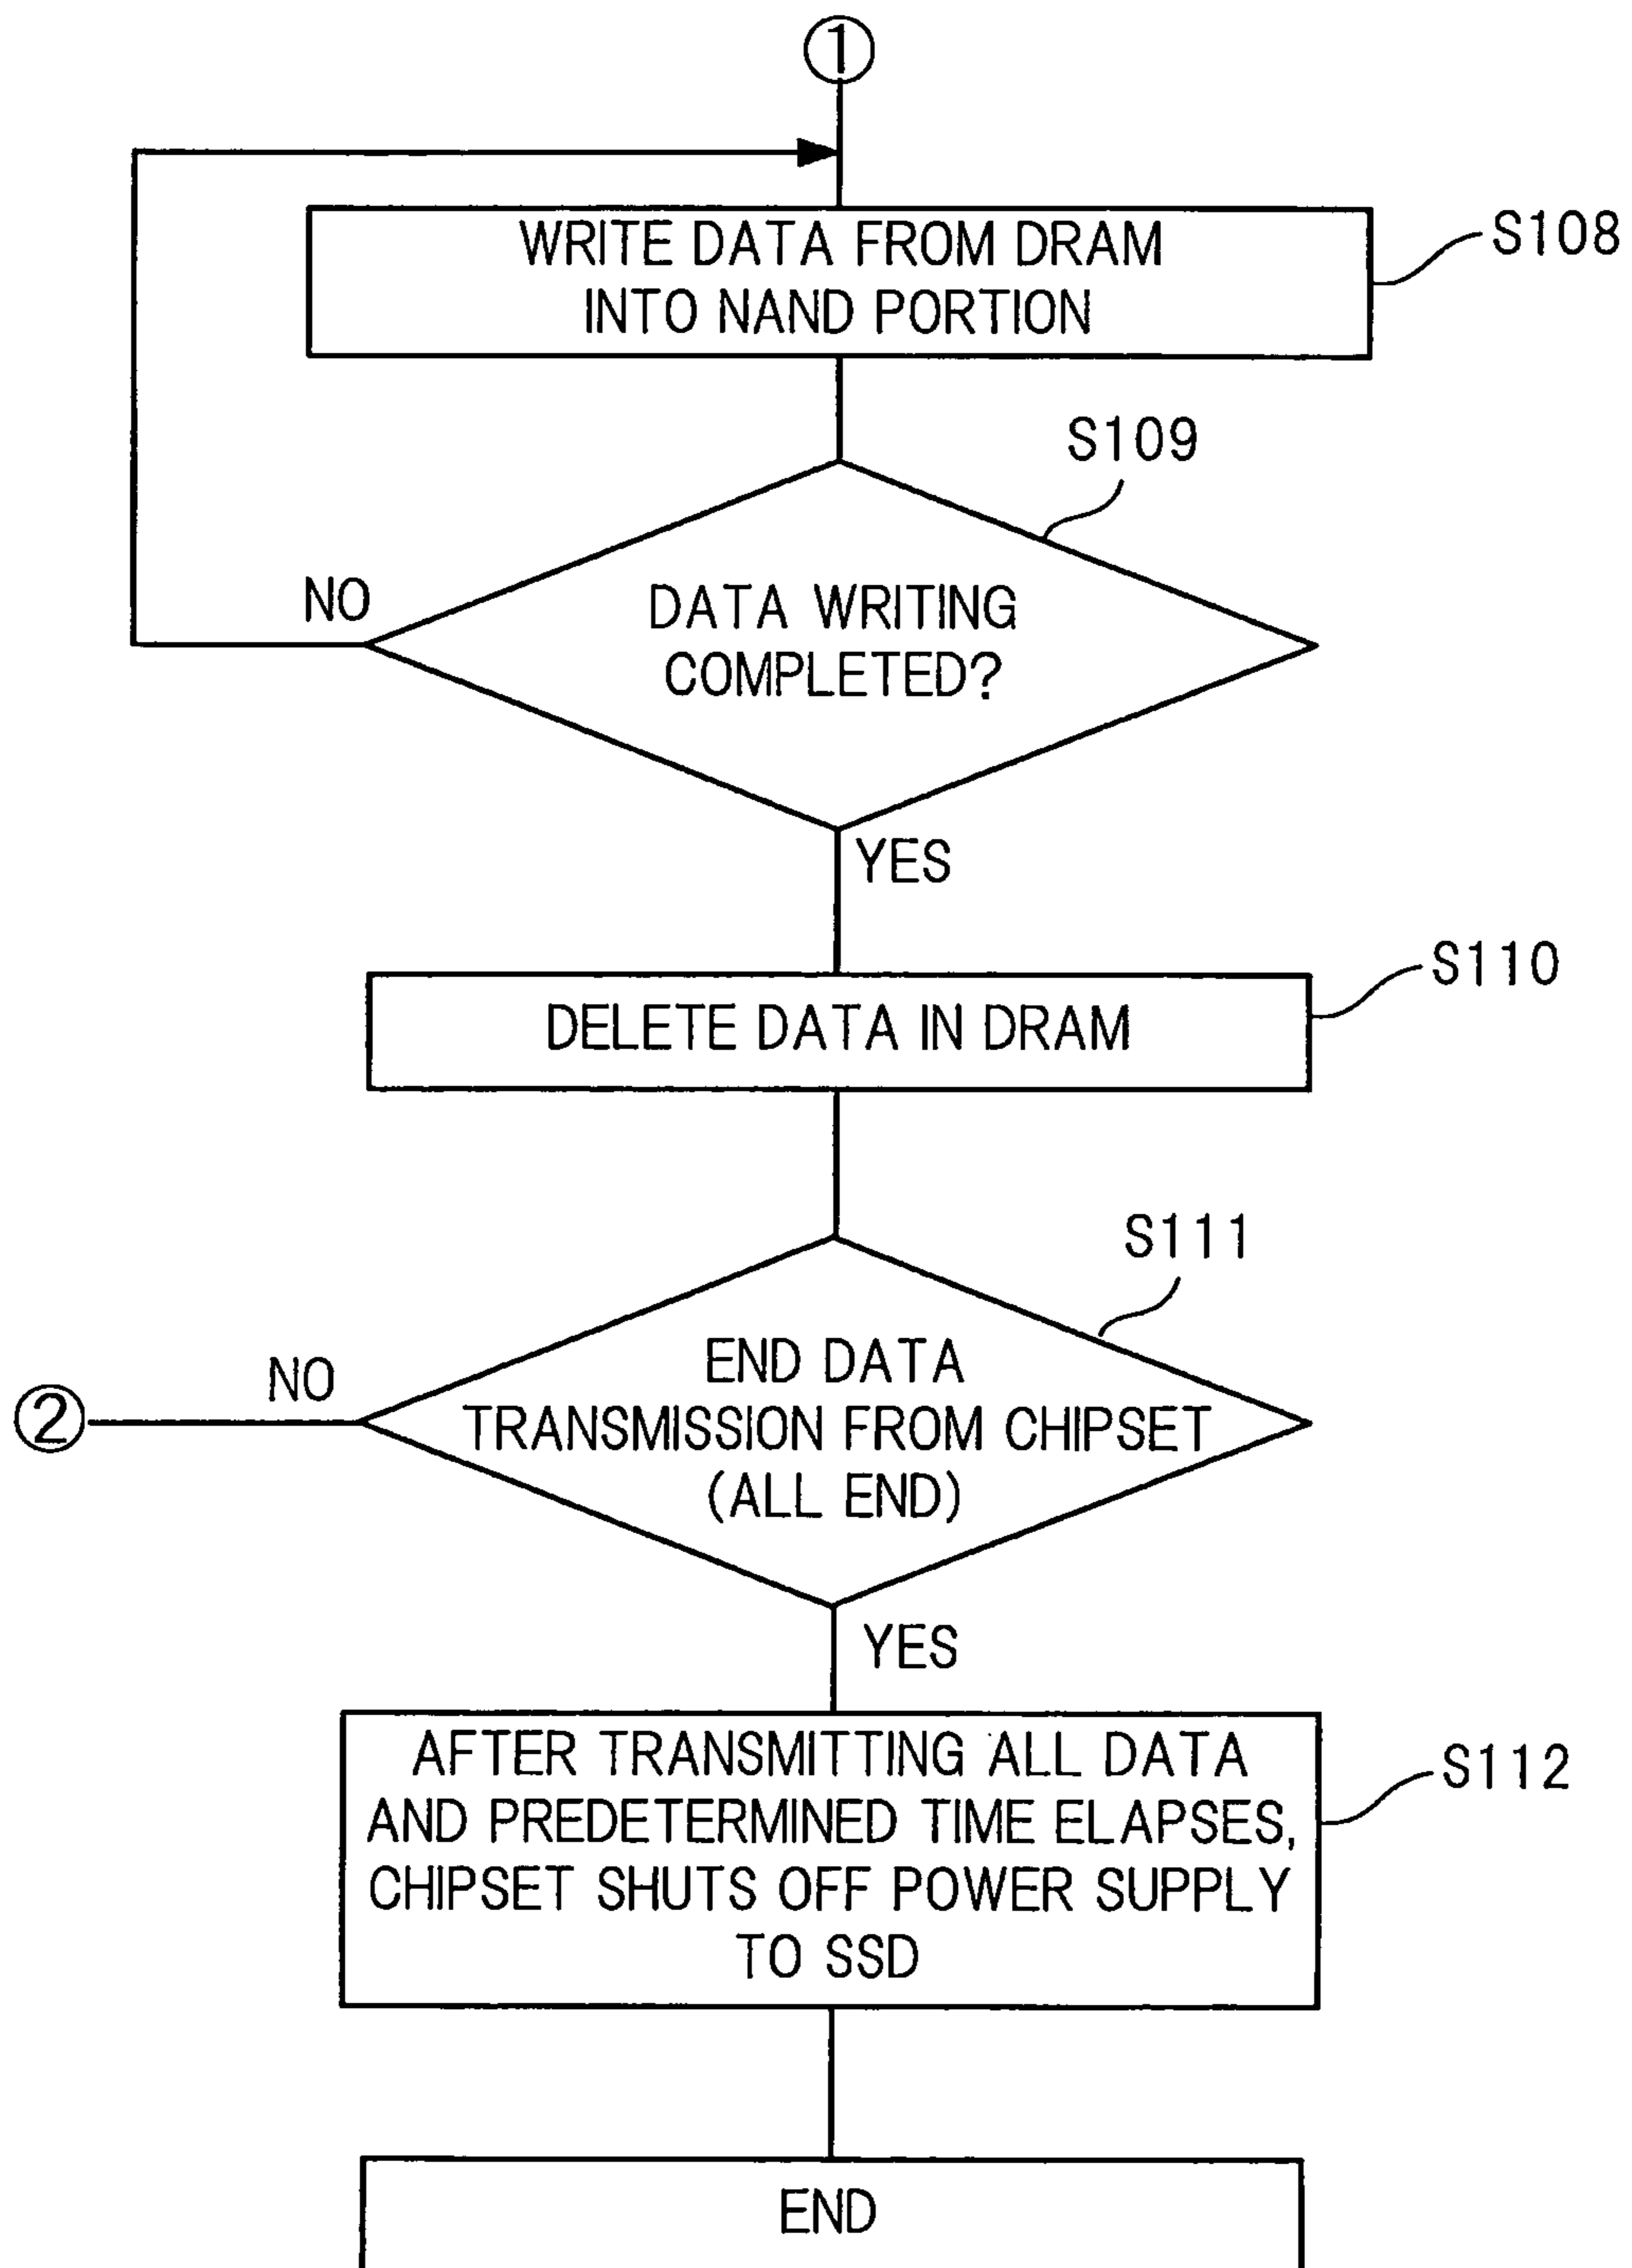 ①
WRITE DATA FROM DRAM
INTO NAND PORTION
S108
S109
NO
DATA WRITING
COMPLETED?
YES
S110
DELETE DATA IN DRAM
S111
②
NO
END DATA
TRANSMISSION FROM CHIPSET
(ALL END)
YES
AFTER TRANSMITTING ALL DATA
AND PREDETERMINED TIME ELAPSES,
CHIPSET SHUTS OFF POWER SUPPLY
TO SSD
S112
END